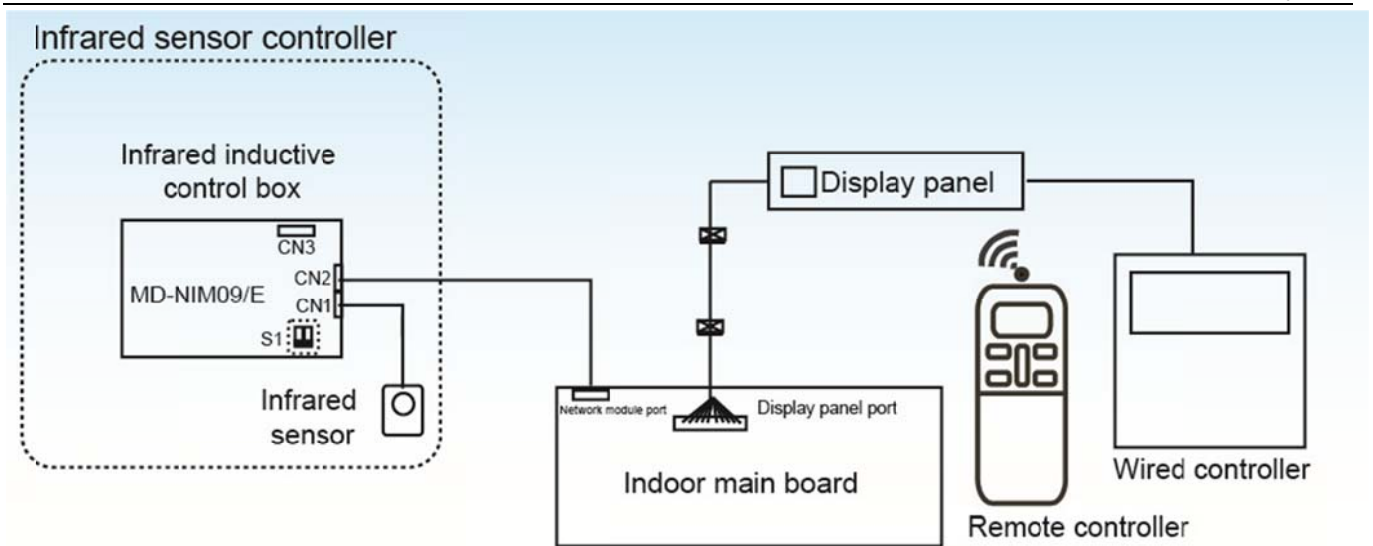 Infrared sensor controller
Infrared inductive
control box
CN3
CN2
MD-NIM09/E
CN1
S1
Infrared
sensor
Display panel
Network module port
Display panel port
Indoor main board
Wired controller
Remote controller